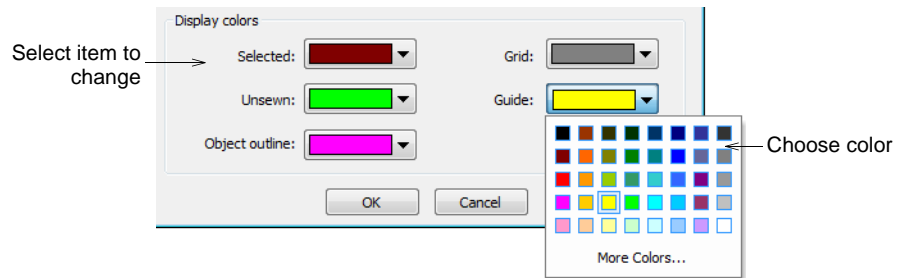 Display colors
Select item to
change
Selected:
Grid:
Unsewn:
Guide:
Object outline:
Choose color
OK
Cancel
More Colors...